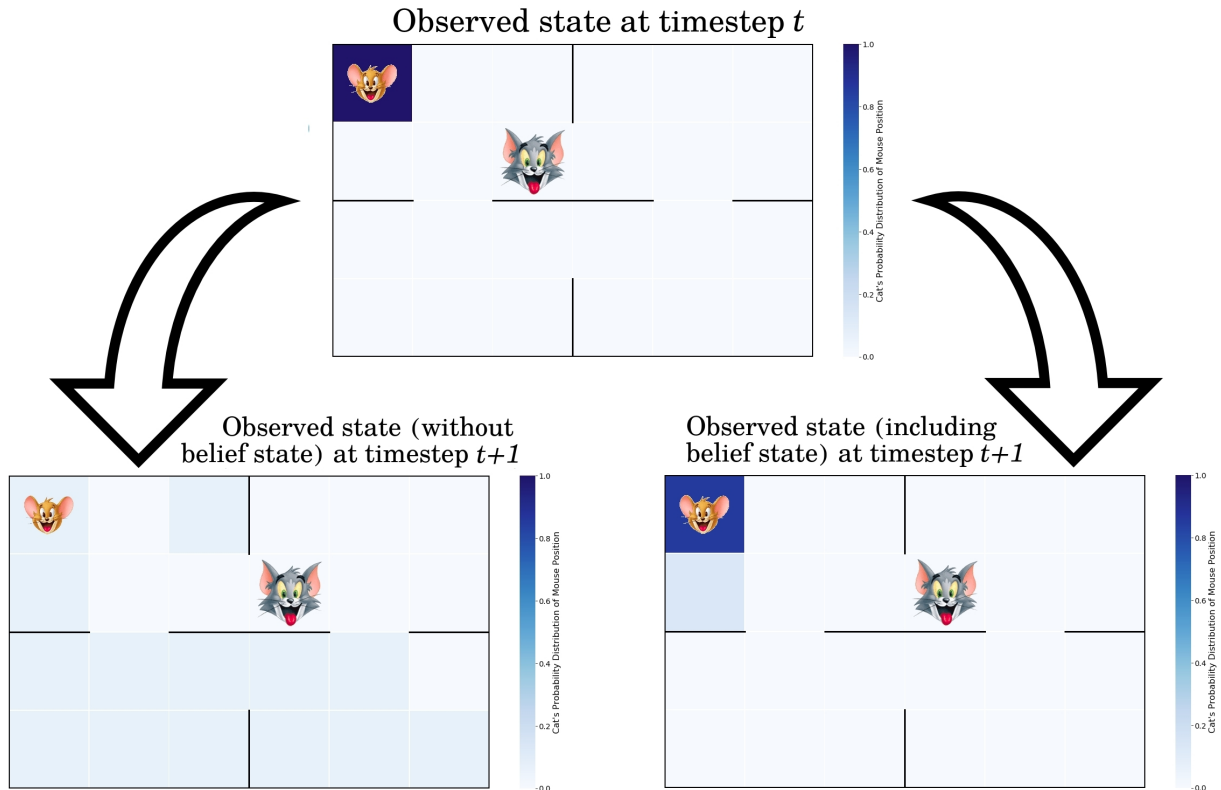 Observed state at timestep t
1.0
0.8
0.6
0.4
0.2
0.0
Cat's Probability Distribution of Mouse Position
Observed state (without
belief state) at timestep t+1
1.0
0.8
0.6
0.4
0.2
0.0
Cat's Probability Distribution of Mouse Position
Observed state (including
belief state) at timestep t+1
1.0
0.8
0.6
0.4
0.2
0.0
Cat's Probability Distribution of Mouse Position